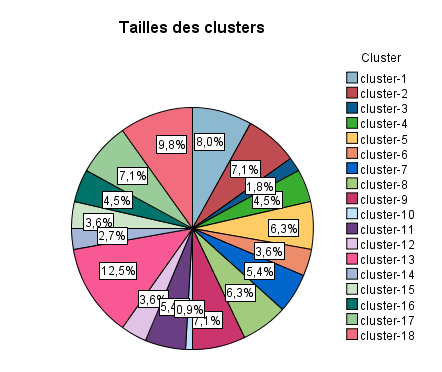 Tailles des clusters
Cluster
cluster-1
cluster-2
cluster-3
cluster-4
cluster-5
cluster-6
cluster-7
cluster-8
cluster-9
cluster-10
cluster-11
cluster-12
cluster-13
cluster-14
cluster-15
cluster-16
cluster-17
cluster-18
8,0%
7,1%
1,8%
4,5%
6,3%
3,6%
5,4%
6,3%
7,1%
0,9%
3,6%
12,5%
2,7%
3,6%
4,5%
7,1%
9,8%